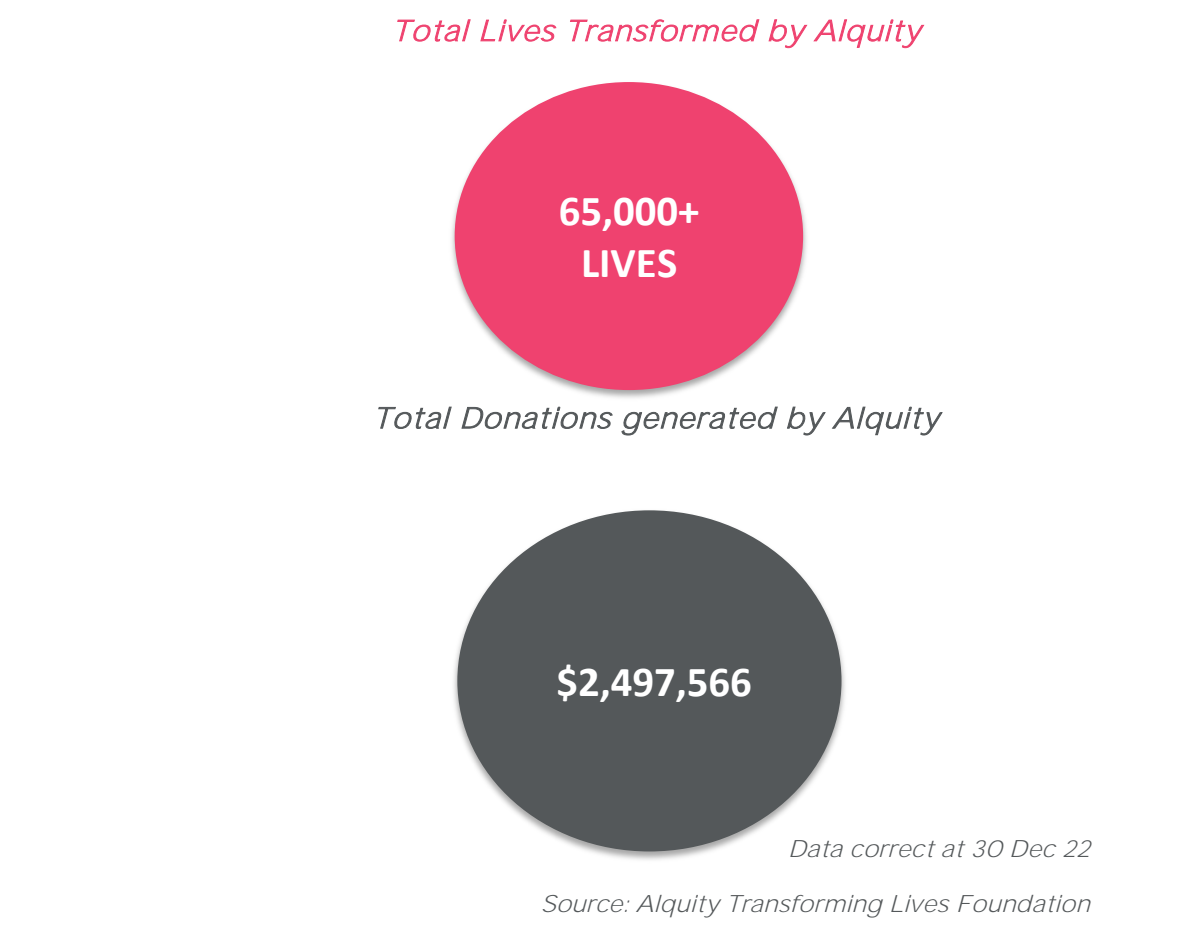 Total Lives Transformed by Alquity
65,000+
LIVES
Total Donations generated by Alquity
$2,497,566
Data correct at 30 Dec 22
Source: Alquity Transforming Lives Foundation